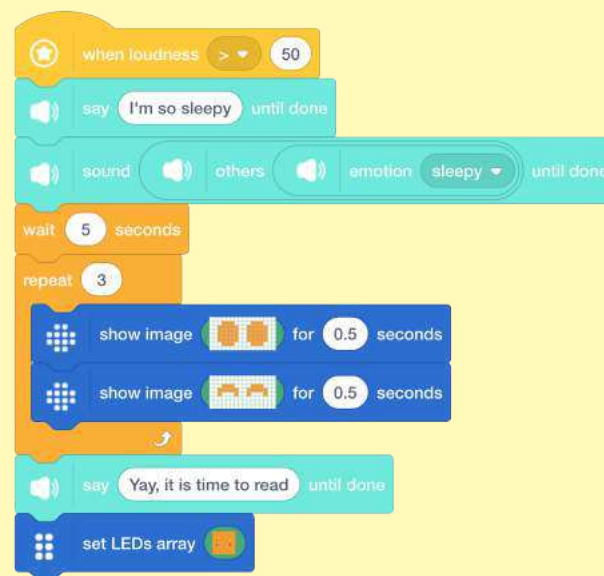 when loudness > 50
say I'm so sleepy until done
sound others emotion sleepy until done
wait 5 seconds
repeat 3
show image for 0.5 seconds
show image for 0.5 seconds
say Yay, it is time to read until done
set LEDs array